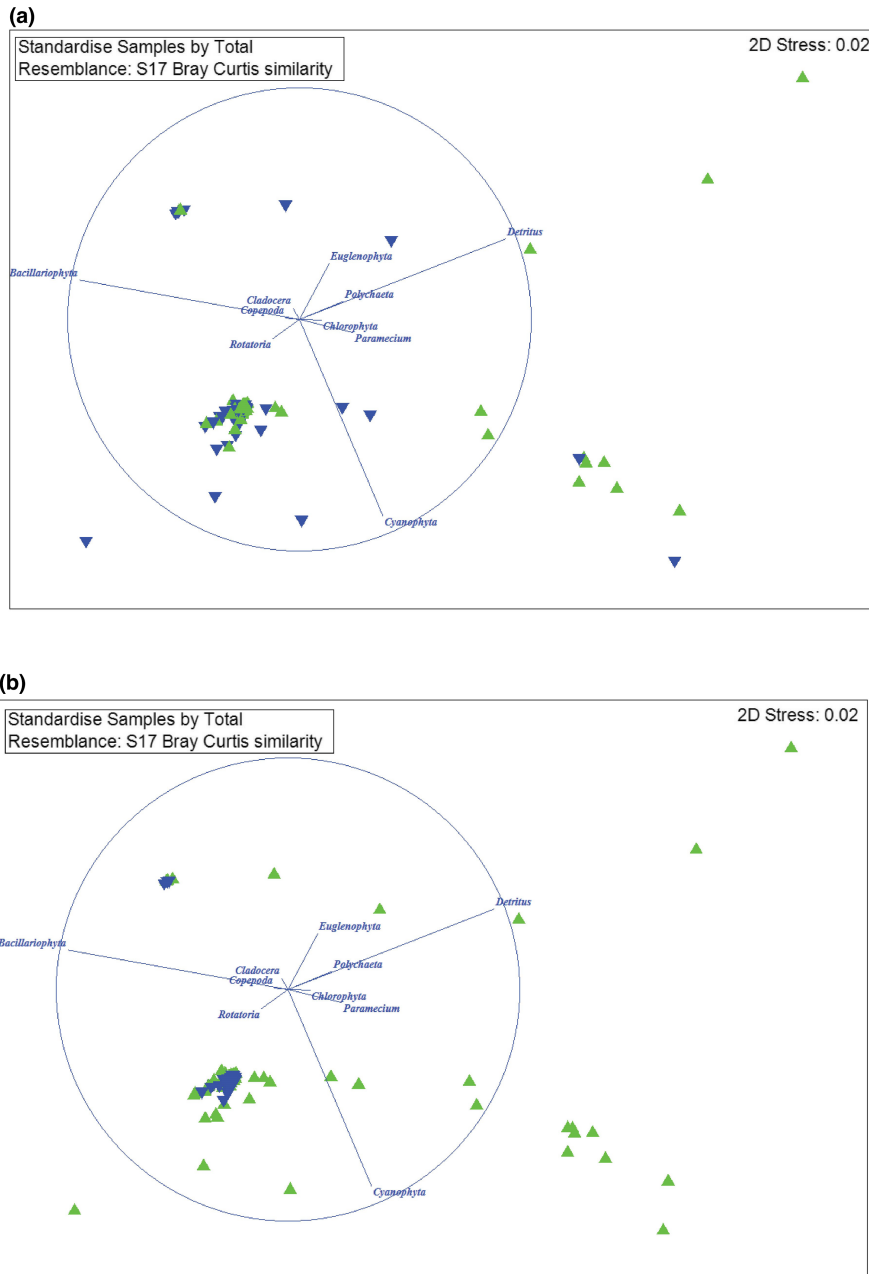 (a)
Standardise Samples by Total
Resemblance: S17 Bray Curtis similarity
2D Stress: 0.02
Detritus
Euglenophyta
Bacillariophyta
Polychaeta
Cladocera
Copepoda
Chlorophyta
Paramecium
Rotatoria
Cyanophyta
(b)
Standardise Samples by Total
Resemblance: S17 Bray Curtis similarity
2D Stress: 0.02
Detritus
Euglenophyta
Bacillariophyta
Polychaeta
Cladocera
Copepoda
Chlorophyta
Paramecium
Rotatoria
Cyanophyta